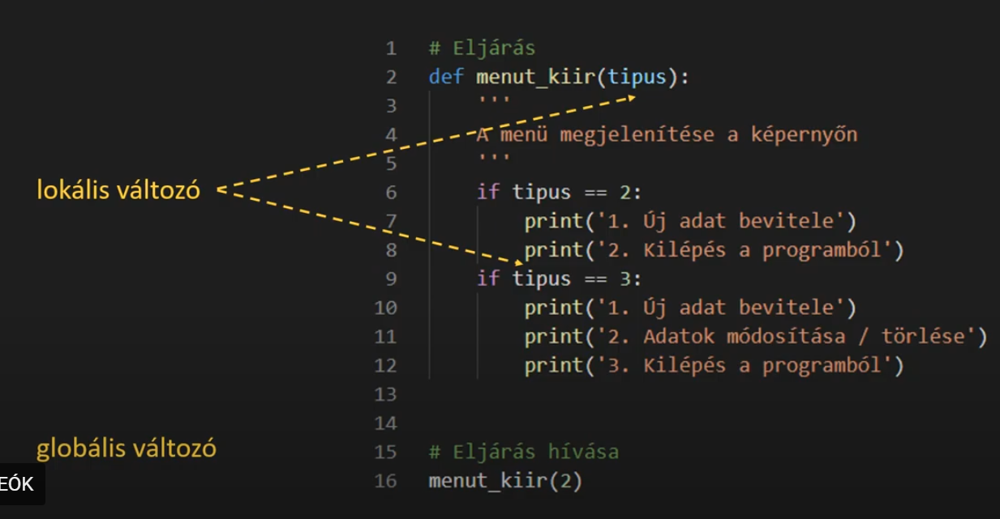 1 # Eljárás
2 def menut_kiir(tipus):
3 '''
4 A menü megjelenítése a képernyőn
5 '''
lokális változó
6 if tipus == 2:
7 print('1. Új adat bevitele')
8 print('2. Kilépés a programból')
9 if tipus == 3:
10 print('1. Új adat bevitele')
11 print('2. Adatok módosítása / törlése')
12 print('3. Kilépés a programból')
13
14
globális változó
15 # Eljárás hívása
16 menut_kiir(2)
EÓK